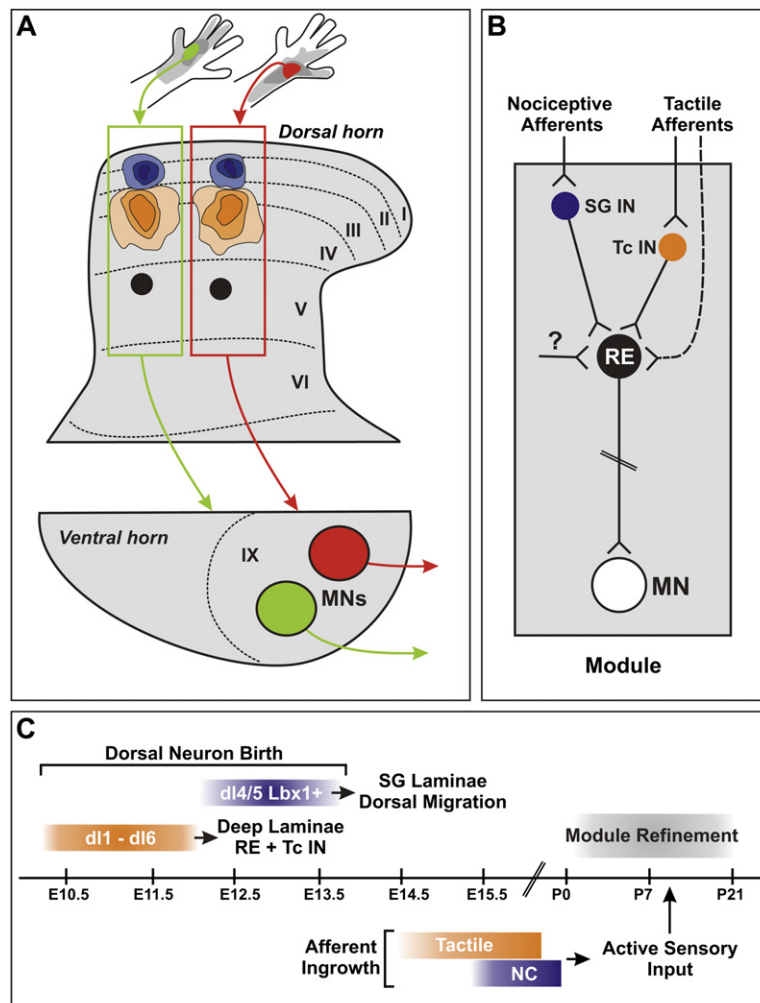 A
Dorsal horn
I
II
III
IV
V
VI
Ventral horn
IX
MNs
B
Nociceptive
Afferents
Tactile
Afferents
SG IN
Tc IN
?
RE
MN
Module
C
Dorsal Neuron Birth
dI4/5 Lbx1+
SG Laminae
Dorsal Migration
dI1 - dI6
Deep Laminae
RE + Tc IN
Module Refinement
E10.5 E11.5 E12.5 E13.5 E14.5 E15.5 P0 P7 P21
Afferent
Ingrowth
Tactile
NC
Active Sensory
Input